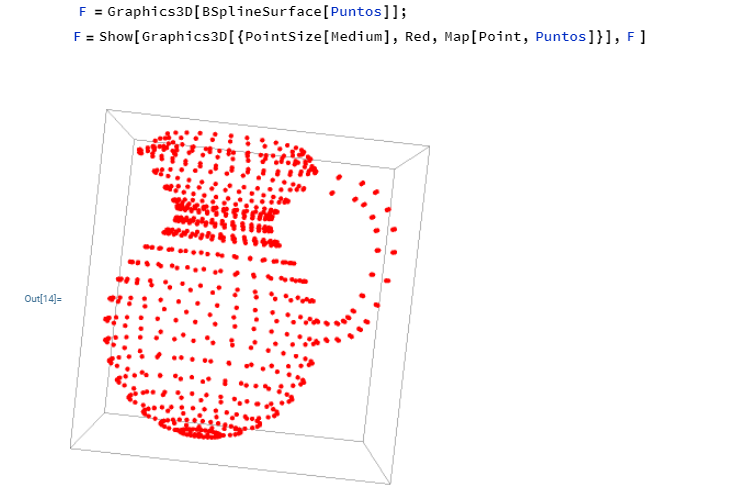 F = Graphics3D[BSplineSurface[Puntos]];
F = Show[Graphics3D[{PointSize[Medium], Red, Map[Point, Puntos]}], F ]
Out[14]=